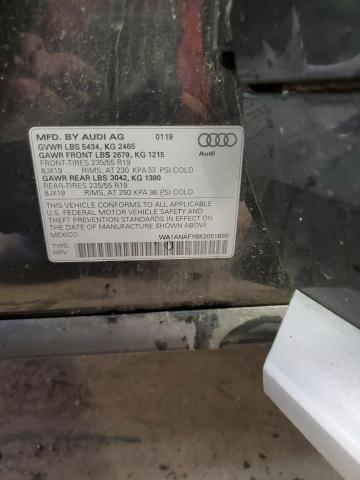 MFD. BY AUDI AG 0119
GVWR LBS 5434, KG 2465
GAWR FRONT LBS 2679, KG 1215
FRONT-TIRES 235/55 R19
8JX19 RIMS, AT 230 KPA 33 PSI COLD
GAWR REAR LBS 3042, KG 1380
REAR-TIRES 235/55 R19
8JX19 RIMS, AT 250 KPA 36 PSI COLD
Audi
THIS VEHICLE CONFORMS TO ALL APPLICABLE
U.S. FEDERAL MOTOR VEHICLE SAFETY AND
THEFT PREVENTION STANDARDS IN EFFECT ON
THE DATE OF MANUFACTURE SHOWN ABOVE.
MEXICO WA1ANAFY8K2051689
TYPE:
MPV